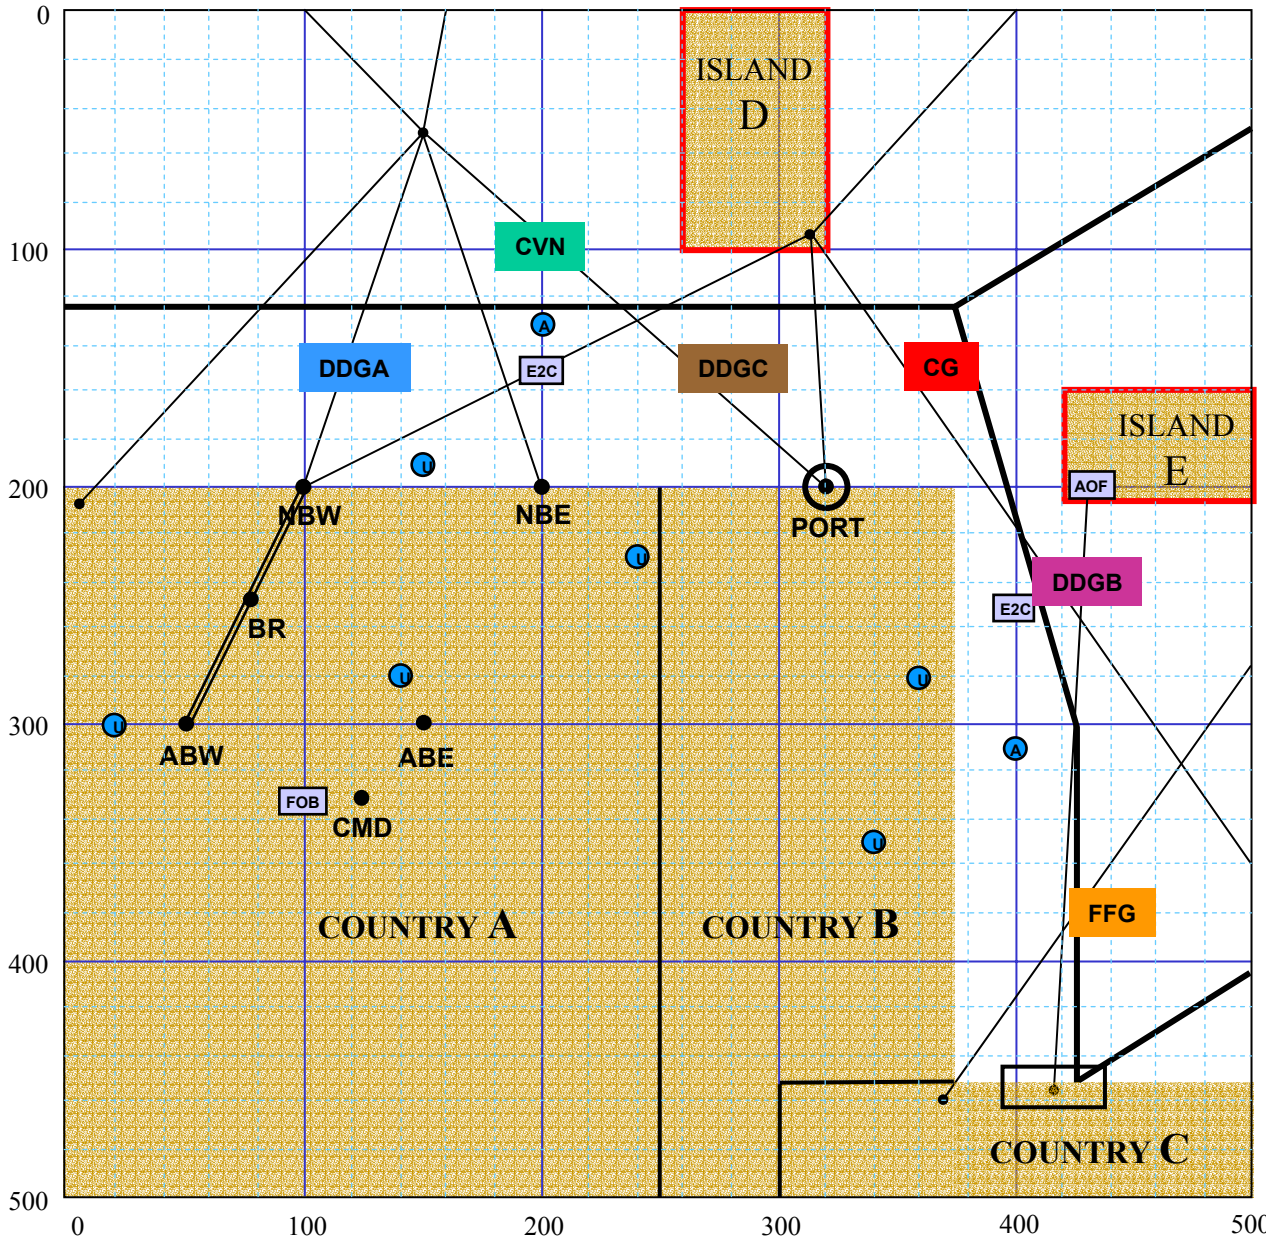 0
ISLAND
D
CVN
100
A
DDGA
E2C
DDGC
CG
ISLAND
E
AOF
U
200
NBW
NBE
PORT
U
DDGB
E2C
BR
U
U
U
300
ABW
ABE
A
FOB
CMD
U
FFG
COUNTRY A
COUNTRY B
400
COUNTRY C
500
0
100
200
300
400
500